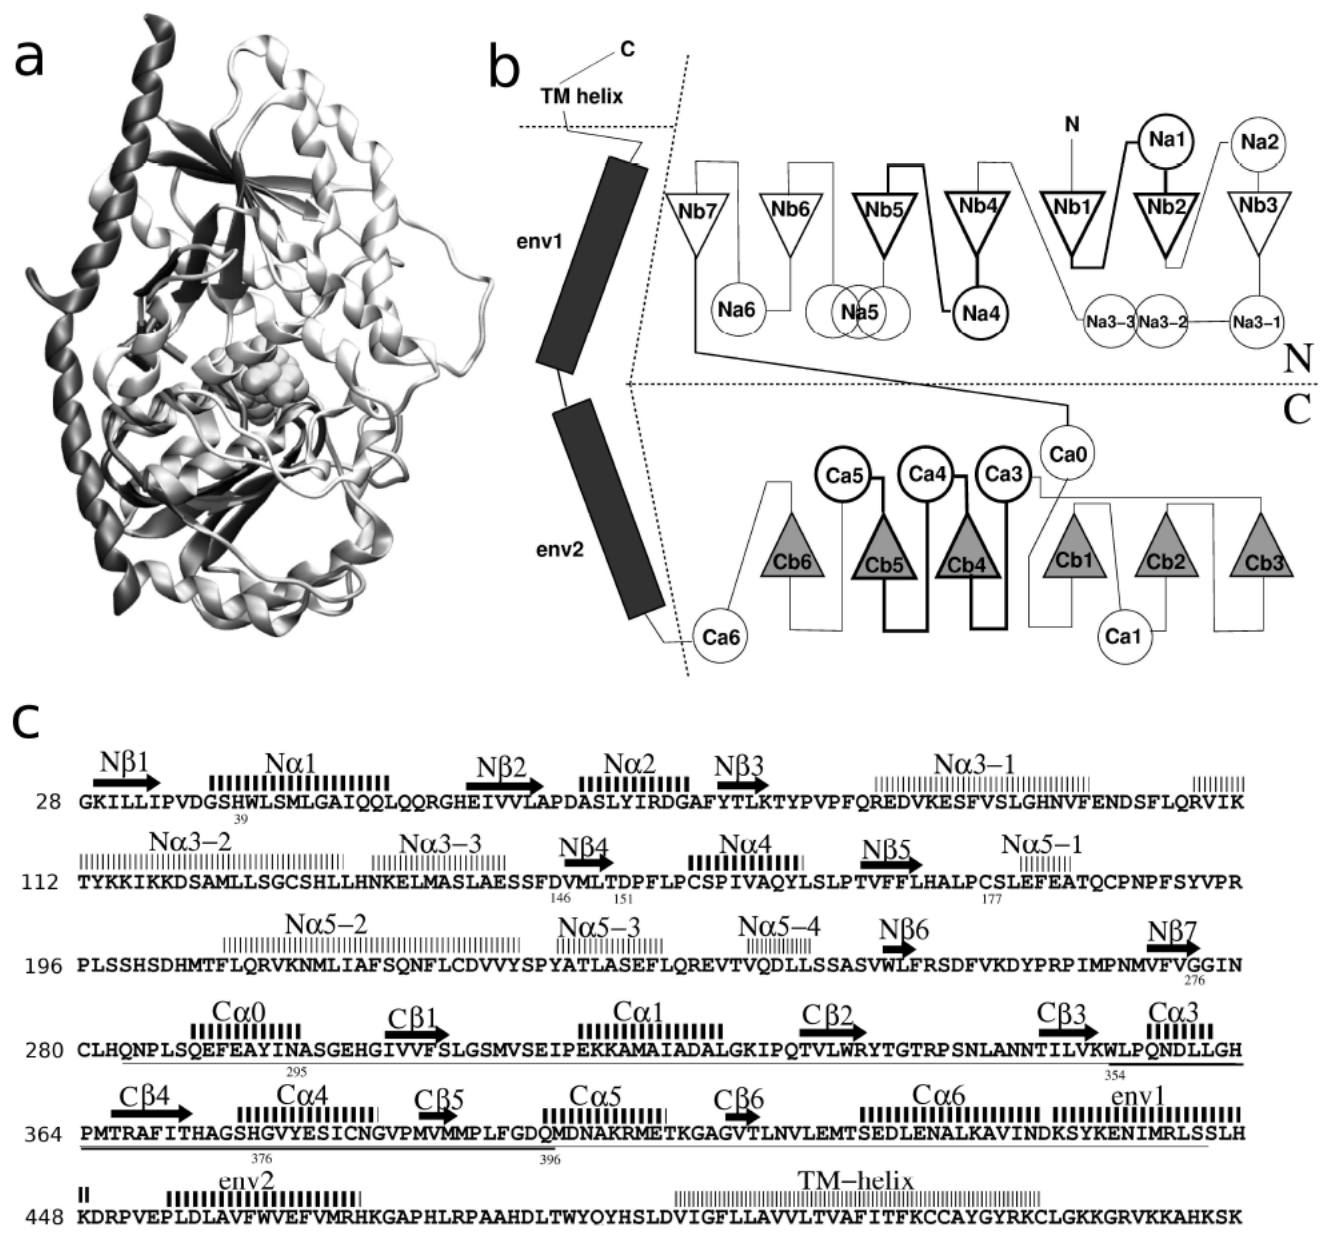 a
b
C
TM helix
N
Na1
Na2
Nb7
Nb6
Nb5
Nb4
Nb1
Nb2
Nb3
env1
Na6
Na5
Na4
Na3-3
Na3-2
Na3-1
N
C
Ca0
Ca5
Ca4
Ca3
Cb6
Cb5
Cb4
Cb1
Cb2
Cb3
env2
Ca6
Ca1
c
Nβ1 Nα1 Nβ2 Nα2 Nβ3 Nα3−1
28 GKILLIPVDGSHWLSMLGAIQQLQQRGHEIVVLAPDASLYIRDGAFYTLKTYPVPFQREDVKESFVSLGHNVFENDSFLQRVIK
39
Nα3−2 Nα3−3 Nβ4 Nα4 Nβ5 Nα5−1
112 TYKKIKKDSAMLLSGCSHLLHNKELMASLAESSFDVMLTDPFLPCSPIVAQYLSLPTVFFLHALPCSLEFEATQCPNPFSYVPR
146 151 177
Nα5−2 Nα5−3 Nα5−4 Nβ6 Nβ7
196 PLSSHSDHMTFLQRVKNMLIAFSQNFLCDVVYSPYATLASEFLQREVTVQDLLSSASVWLFRSDFVKDYPRPIMPNMVFVGGIN
276
Cα0 Cβ1 Cα1 Cβ2 Cβ3 Cα3
280 CLHQNPLSQEFEAYINASGEHGIVVFSLGSMVSEIPEKKAMAIADALGKIPQTVLWRYTGTRPSNLANNTILVKWLPQNDLLGH
295 354
Cβ4 Cα4 Cβ5 Cα5 Cβ6 Cα6 env1
364 PMTRAFITHAGSHGVYESICNGVPMVMMPLFGDQMDNAKRMETKGAGVTLNVLEMTSEDLENALKAVINDKSYKENIMRLSSLH
376 396
env2 TM−helix
448 KDRPVEPLDLAVFWVEFVMRHKGAPHLRPAAHDLTWYQYHSLDVIGFLLAVVLTVAFITFKCCAYGYRKCLGKKGRVKKAHKSK